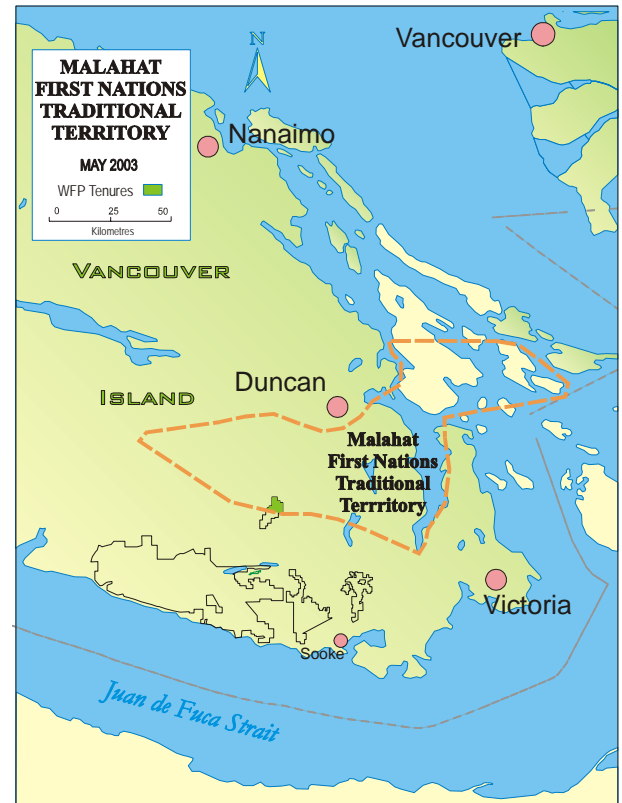 Vancouver
N
MALAHAT
FIRST NATIONS
TRADITIONAL
TERRITORY
MAY 2003
WFP Tenures
0 25 50
Kilometres
Nanaimo
VANCOUVER
ISLAND
Duncan
Malahat
First Nations
Traditional
Terrritory
Victoria
Sooke
Juan de Fuca Strait